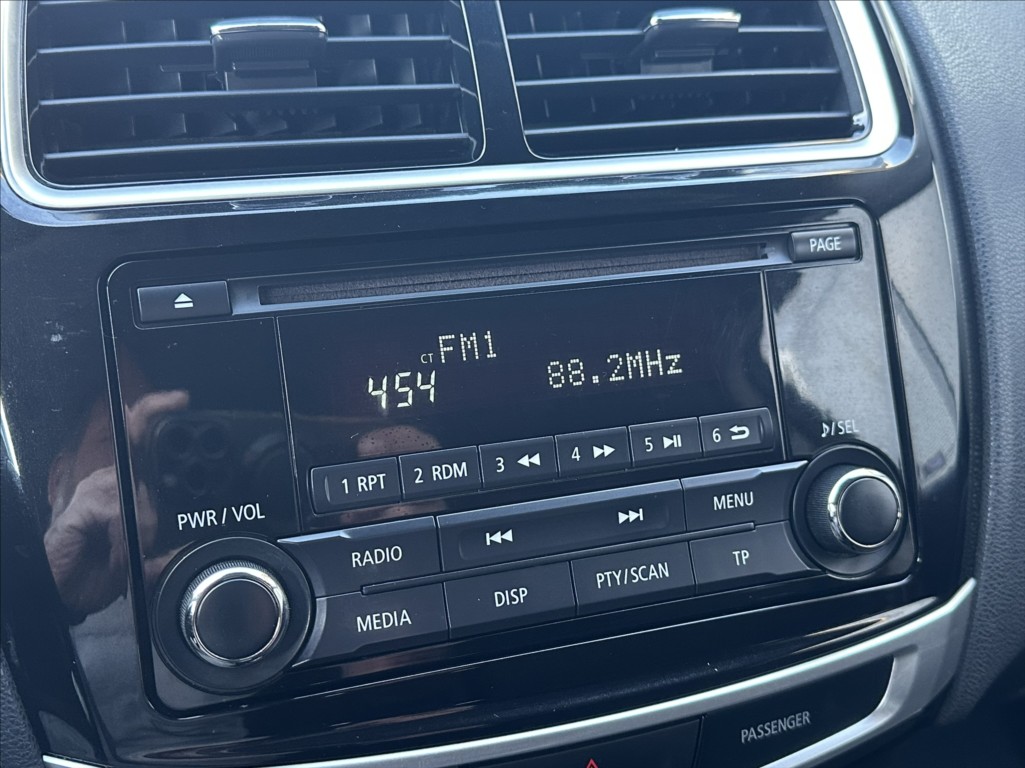 PAGE
CT FM1
454
88.2MHz
♪/SEL
1 RPT
2 RDM
3
4
5
6
PWR / VOL
MENU
RADIO
MEDIA
DISP
PTY/SCAN
TP
PASSENGER